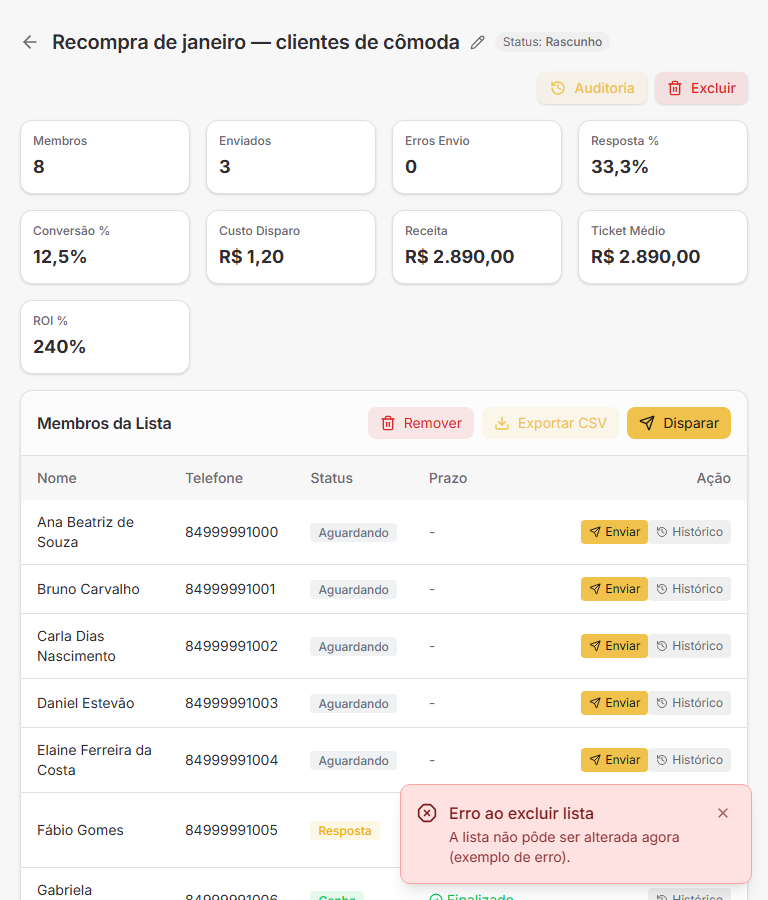 Recompra de janeiro — clientes de cômoda
Status: Rascunho
Auditoria
Excluir
Membros
8
Enviados
3
Erros Envio
0
Resposta %
33,3%
Conversão %
12,5%
Custo Disparo
R$ 1,20
Receita
R$ 2.890,00
Ticket Médio
R$ 2.890,00
ROI %
240%
Membros da Lista
Remover
Exportar CSV
Disparar
Nome Telefone Status Prazo Ação
Ana Beatriz de
Souza
84999991000 Aguardando - Enviar Histórico
Bruno Carvalho 84999991001 Aguardando - Enviar Histórico
Carla Dias
Nascimento
84999991002 Aguardando - Enviar Histórico
Daniel Estevão 84999991003 Aguardando - Enviar Histórico
Elaine Ferreira da
Costa
84999991004 Aguardando - Enviar Histórico
Fábio Gomes 84999991005 Resposta
Gabriela
84999991006 Ganho Finalizado Histórico
Erro ao excluir lista
A lista não pôde ser alterada agora
(exemplo de erro).